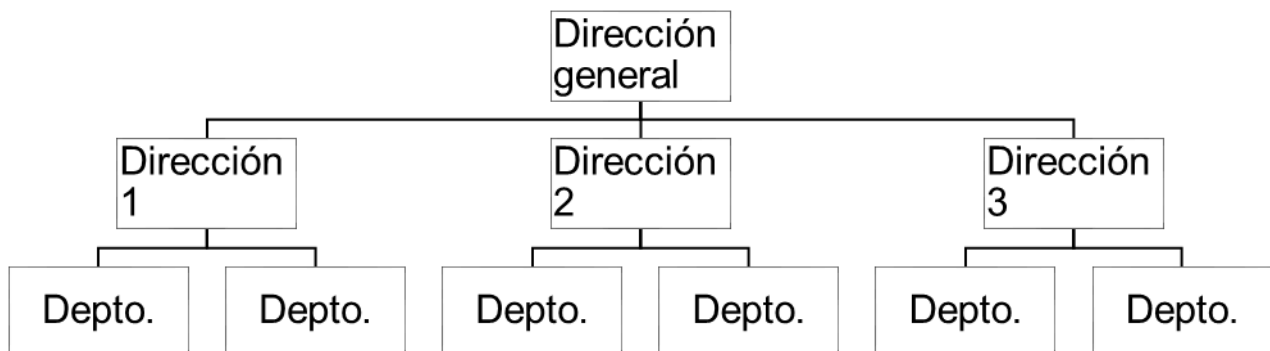 Dirección
general
Dirección
1
Dirección
2
Dirección
3
Depto.
Depto.
Depto.
Depto.
Depto.
Depto.